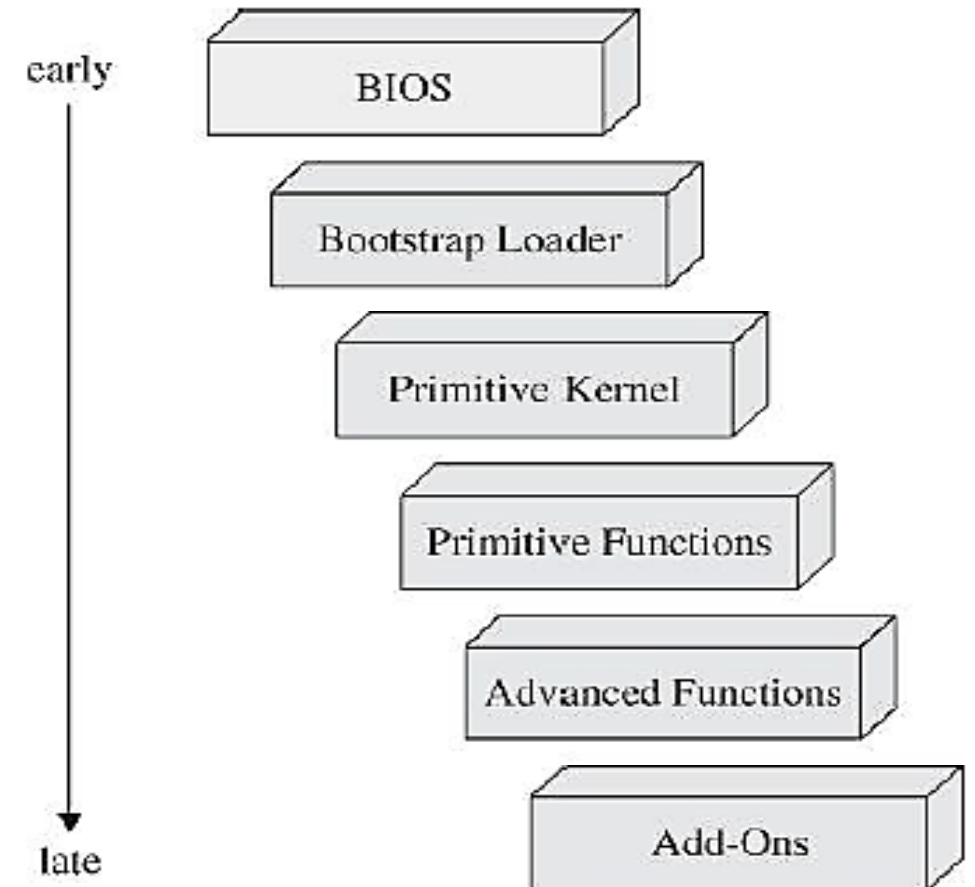 early
BIOS
Bootstrap Loader
Primitive Kernel
Primitive Functions
Advanced Functions
Add-Ons
late